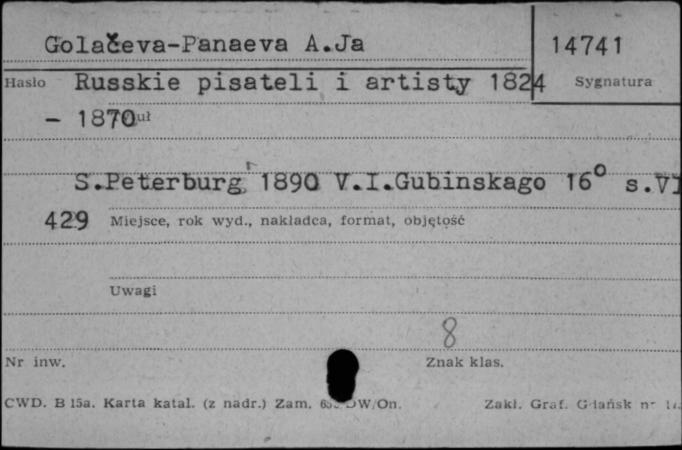 Golačeva-Panaeva A.Ja
14741
Hasło Russkie pisateli i artisty 1824
Sygnatura
- 1870
S.Peterburg 1890 V.I.Gubinskago 16° s.VI
429 Miejsce, rok wyd., nakładca, format, objętość
Uwagi
8
Nr inw.
Znak klas.
CWD. B 15a. Karta katal. (z nadr.) Zam. DW/On.
Zakł. Graf. Gdańsk